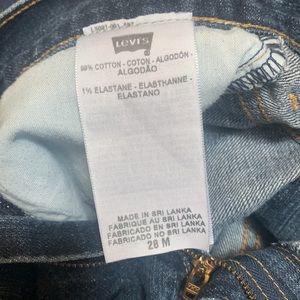 Levi's
99% COTTON - COTON - ALGODÓN -
ALGODÃO
1% ELASTANE - ELASTHANNE -
ELASTANO
MADE IN SRI LANKA
FABRIQUÉ AU SRI LANKA
FABRICADO EN SRI LANKA
FABRICADO NO SRI LANKA
28 M